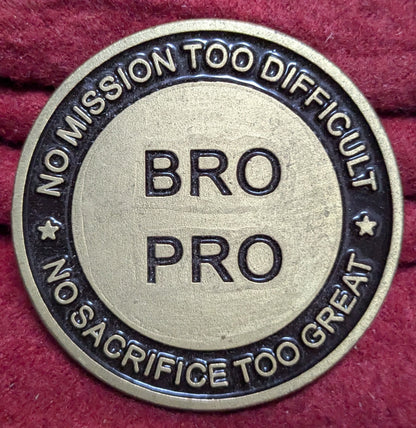 NO MISSION TOO DIFFICULT
BRO
PRO
NO SACRIFICE TOO GREAT